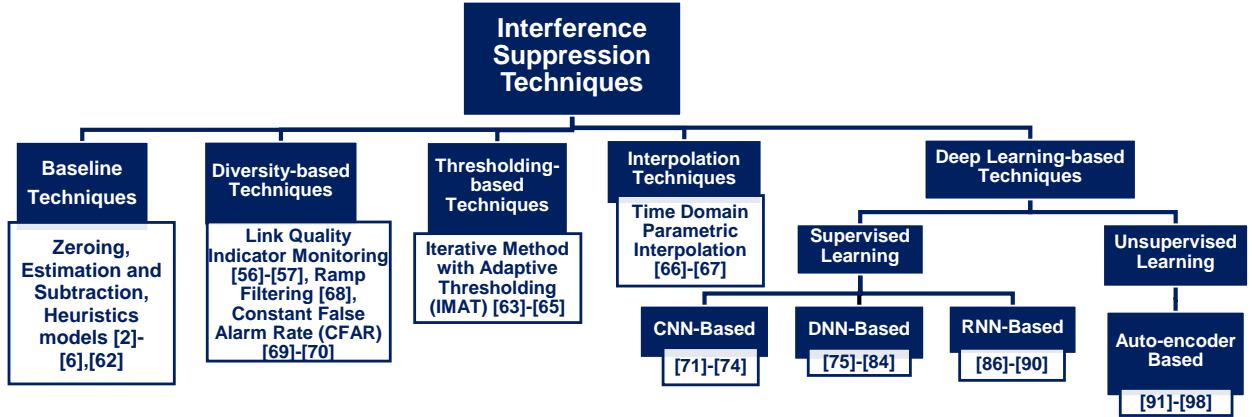 Interference
Suppression
Techniques
Baseline
Techniques
Zeroing,
Estimation and
Subtraction,
Heuristics
models [2]-
[6],[62]
Diversity-based
Techniques
Link Quality
Indicator Monitoring
[56]-[57], Ramp
Filtering [68],
Constant False
Alarm Rate (CFAR)
[69]-[70]
Thresholding-
based
Techniques
Iterative Method
with Adaptive
Thresholding
(IMAT) [63]-[65]
Interpolation
Techniques
Time Domain
Parametric
Interpolation
[66]-[67]
Deep Learning-based
Techniques
Supervised
Learning
CNN-Based
[71]-[74]
DNN-Based
[75]-[84]
RNN-Based
[86]-[90]
Unsupervised
Learning
Auto-encoder
Based
[91]-[98]